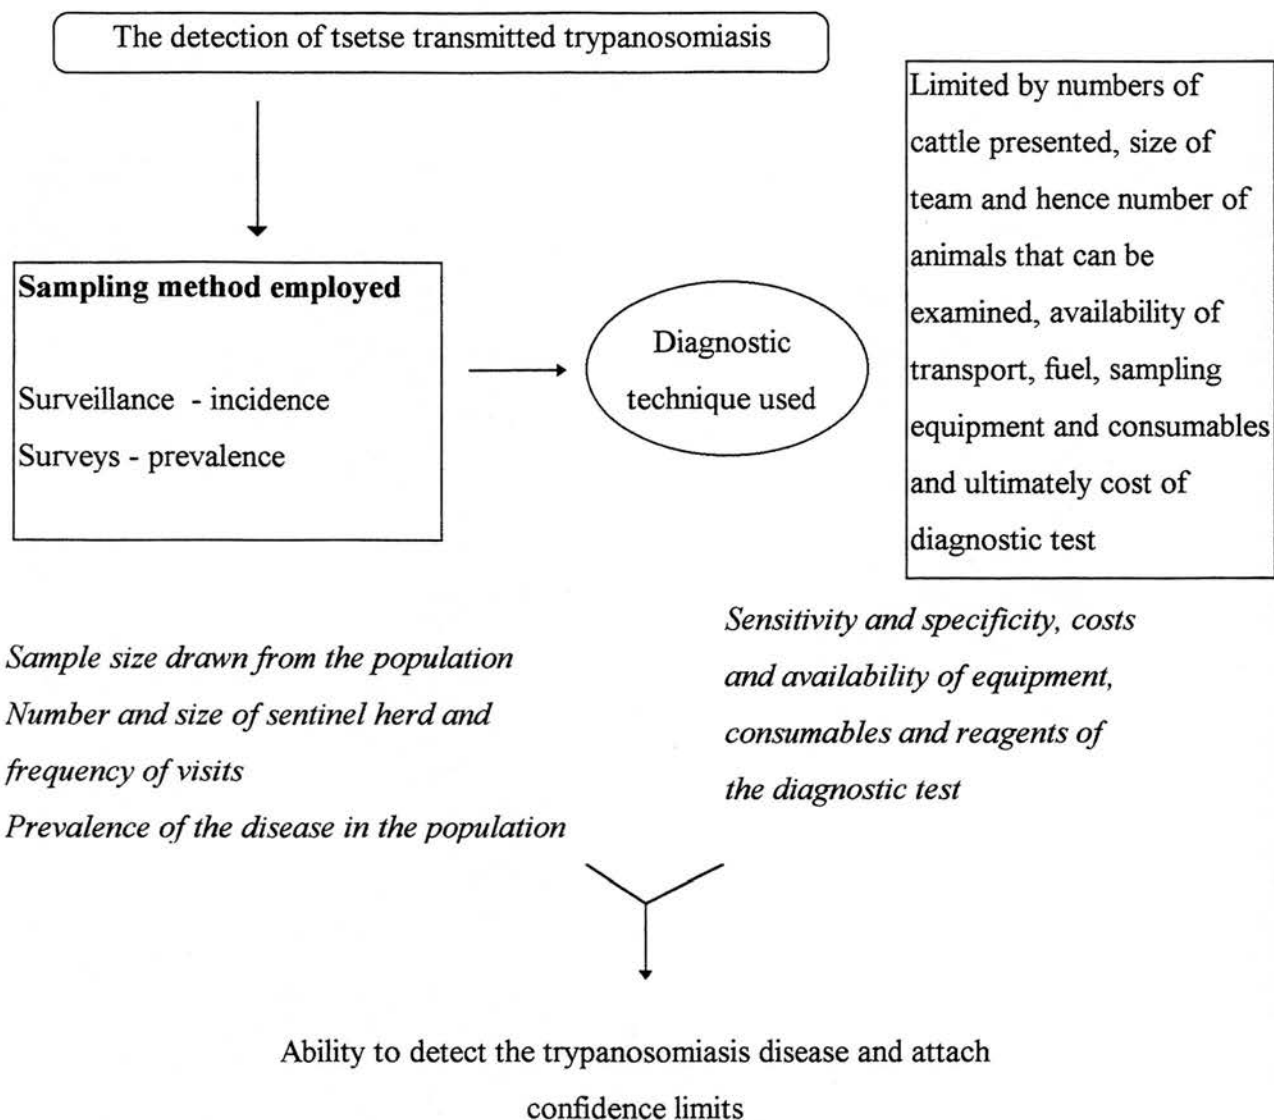 The detection of tsetse transmitted trypanosomiasis
Sampling method employed
Surveillance - incidence
Surveys - prevalence
Diagnostic
technique used
Limited by numbers of
cattle presented, size of
team and hence number of
animals that can be
examined, availability of
transport, fuel, sampling
equipment and consumables
and ultimately cost of
diagnostic test
Sample size drawn from the population
Number and size of sentinel herd and
frequency of visits
Prevalence of the disease in the population
Sensitivity and specificity, costs
and availability of equipment,
consumables and reagents of
the diagnostic test
Ability to detect the trypanosomiasis disease and attach
confidence limits